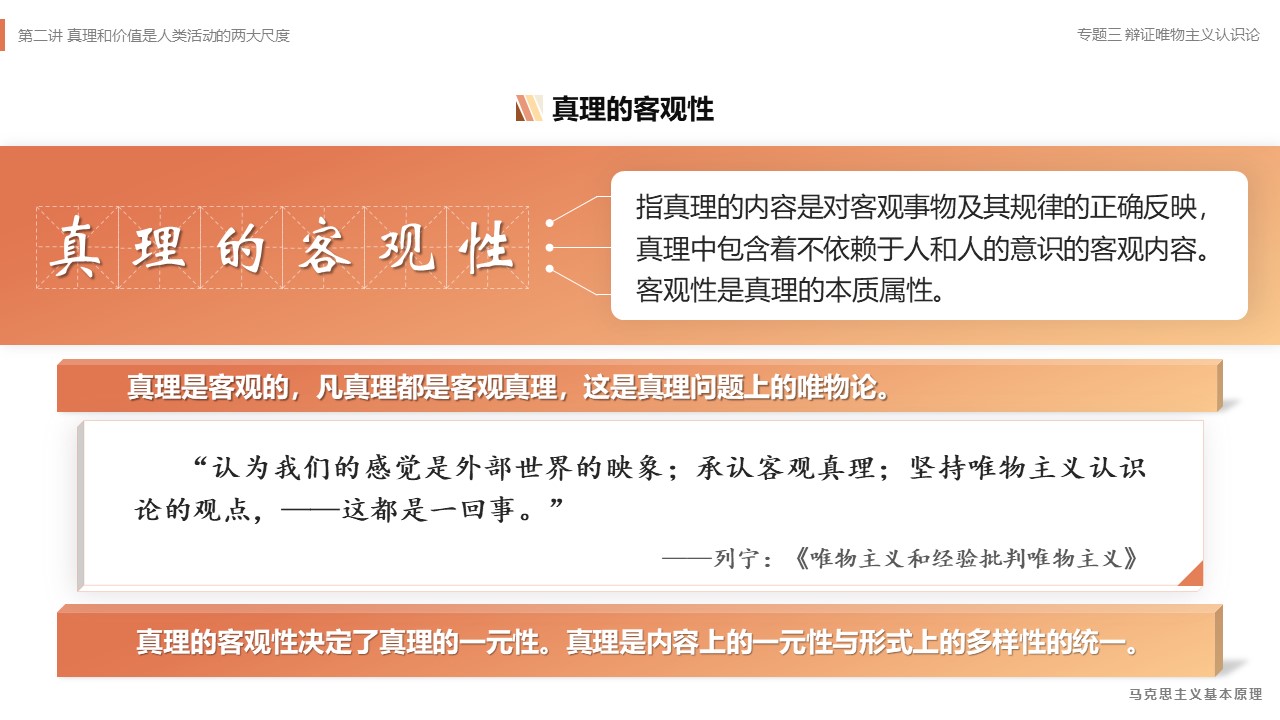 第二讲 真理和价值是人类活动的两大尺度
专题三 辩证唯物主义认识论
真理的客观性
真理的客观性
指真理的内容是对客观事物及其规律的正确反映，
真理中包含着不依赖于人和人的意识的客观内容。
客观性是真理的本质属性。
真理是客观的，凡真理都是客观真理，这是真理问题上的唯物论。
“认为我们的感觉是外部世界的映象；承认客观真理；坚持唯物主义认识
论的观点，——这都是一回事。”
——列宁：《唯物主义和经验批判唯物主义》
真理的客观性决定了真理的一元性。真理是内容上的一元性与形式上的多样性的统一。
马克思主义基本原理